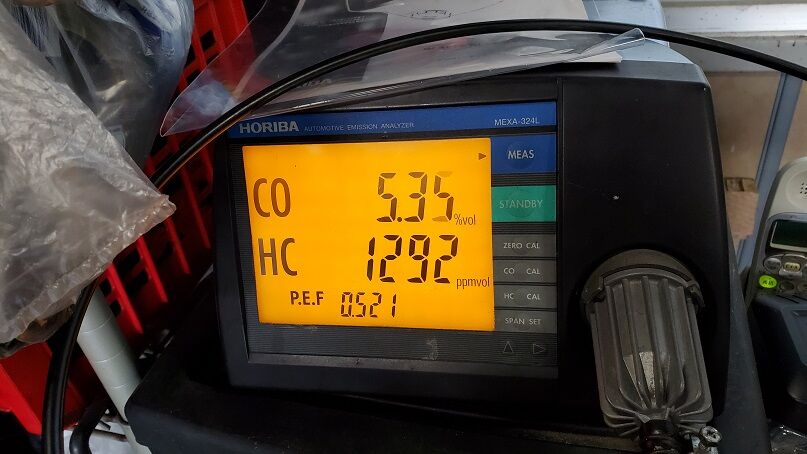 HORIBA AUTOMOTIVE EMISSION ANALYZER MEXA-324L
MEAS
CO 5.35 %vol
STANDBY
HC 1292 ppmvol
ZERO CAL
CO CAL
HC CAL
P.E.F 0.521
SPAN SET